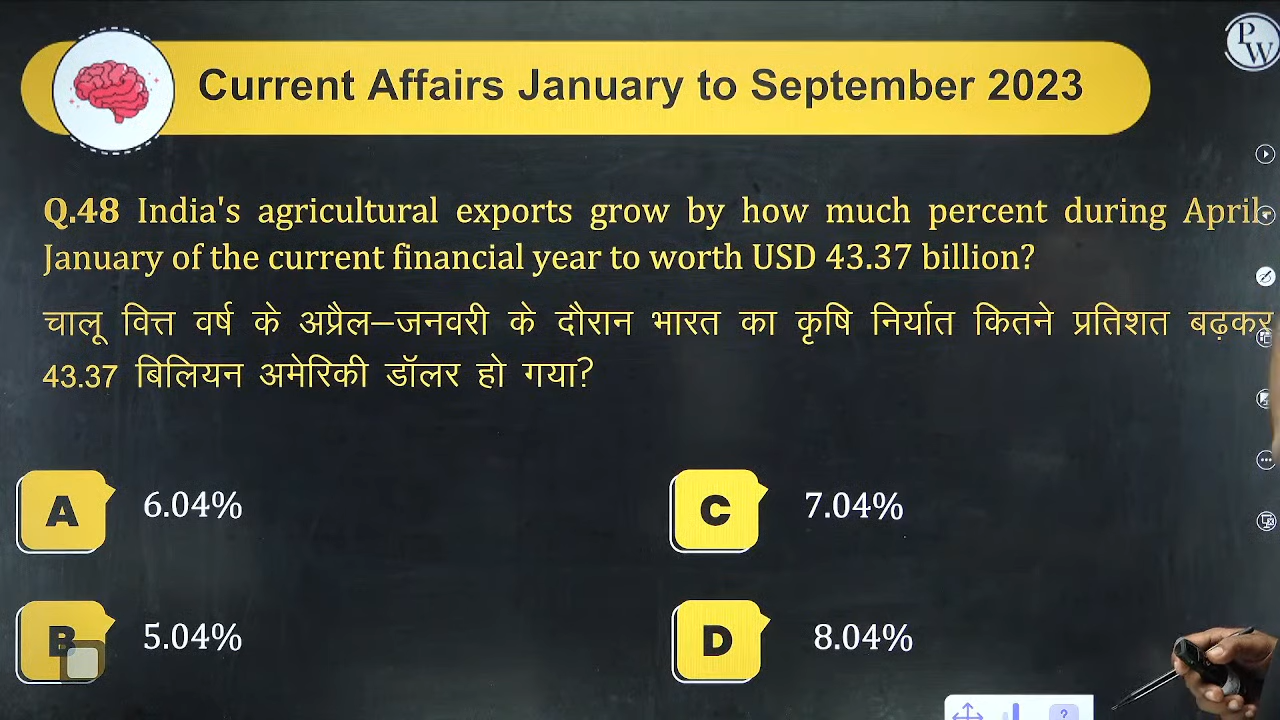 PW
Current Affairs January to September 2023
Q.48 India's agricultural exports grow by how much percent during April-
January of the current financial year to worth USD 43.37 billion?
चालू वित्त वर्ष के अप्रैल–जनवरी के दौरान भारत का कृषि निर्यात कितने प्रतिशत बढ़कर
43.37 बिलियन अमेरिकी डॉलर हो गया?
A 6.04%
C 7.04%
B 5.04%
D 8.04%
?